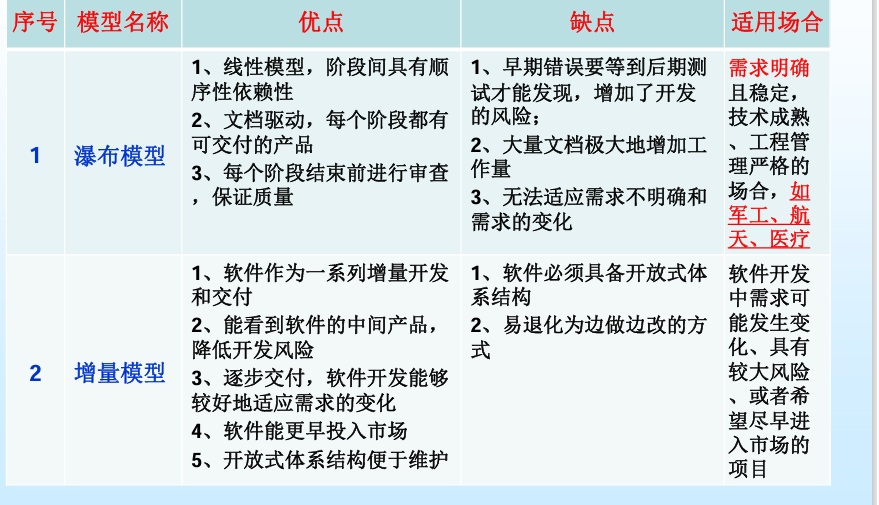 序号 模型名称 优点 缺点 适用场合
1
瀑布模型
1、线性模型，阶段间具有顺
序性依赖性
2、文档驱动，每个阶段都有
可交付的产品
3、每个阶段结束前进行审查
，保证质量
1、早期错误要等到后期测
试才能发现，增加了开发
的风险；
2、大量文档极大地增加工
作量
3、无法适应需求不明确和
需求的变化
需求明确
且稳定，
技术成熟
、工程管
理严格的
场合，如
军工、航
天、医疗
2
增量模型
1、软件作为一系列增量开发
和交付
2、能看到软件的中间产品，
降低开发风险
3、逐步交付，软件开发能够
较好地适应需求的变化
4、软件能更早投入市场
5、开放式体系结构便于维护
1、软件必须具备开放式体
系结构
2、易退化为边做边改的方
式
软件开发
中需求可
能发生变
化、具有
较大风险
、或者希
望尽早进
入市场的
项目